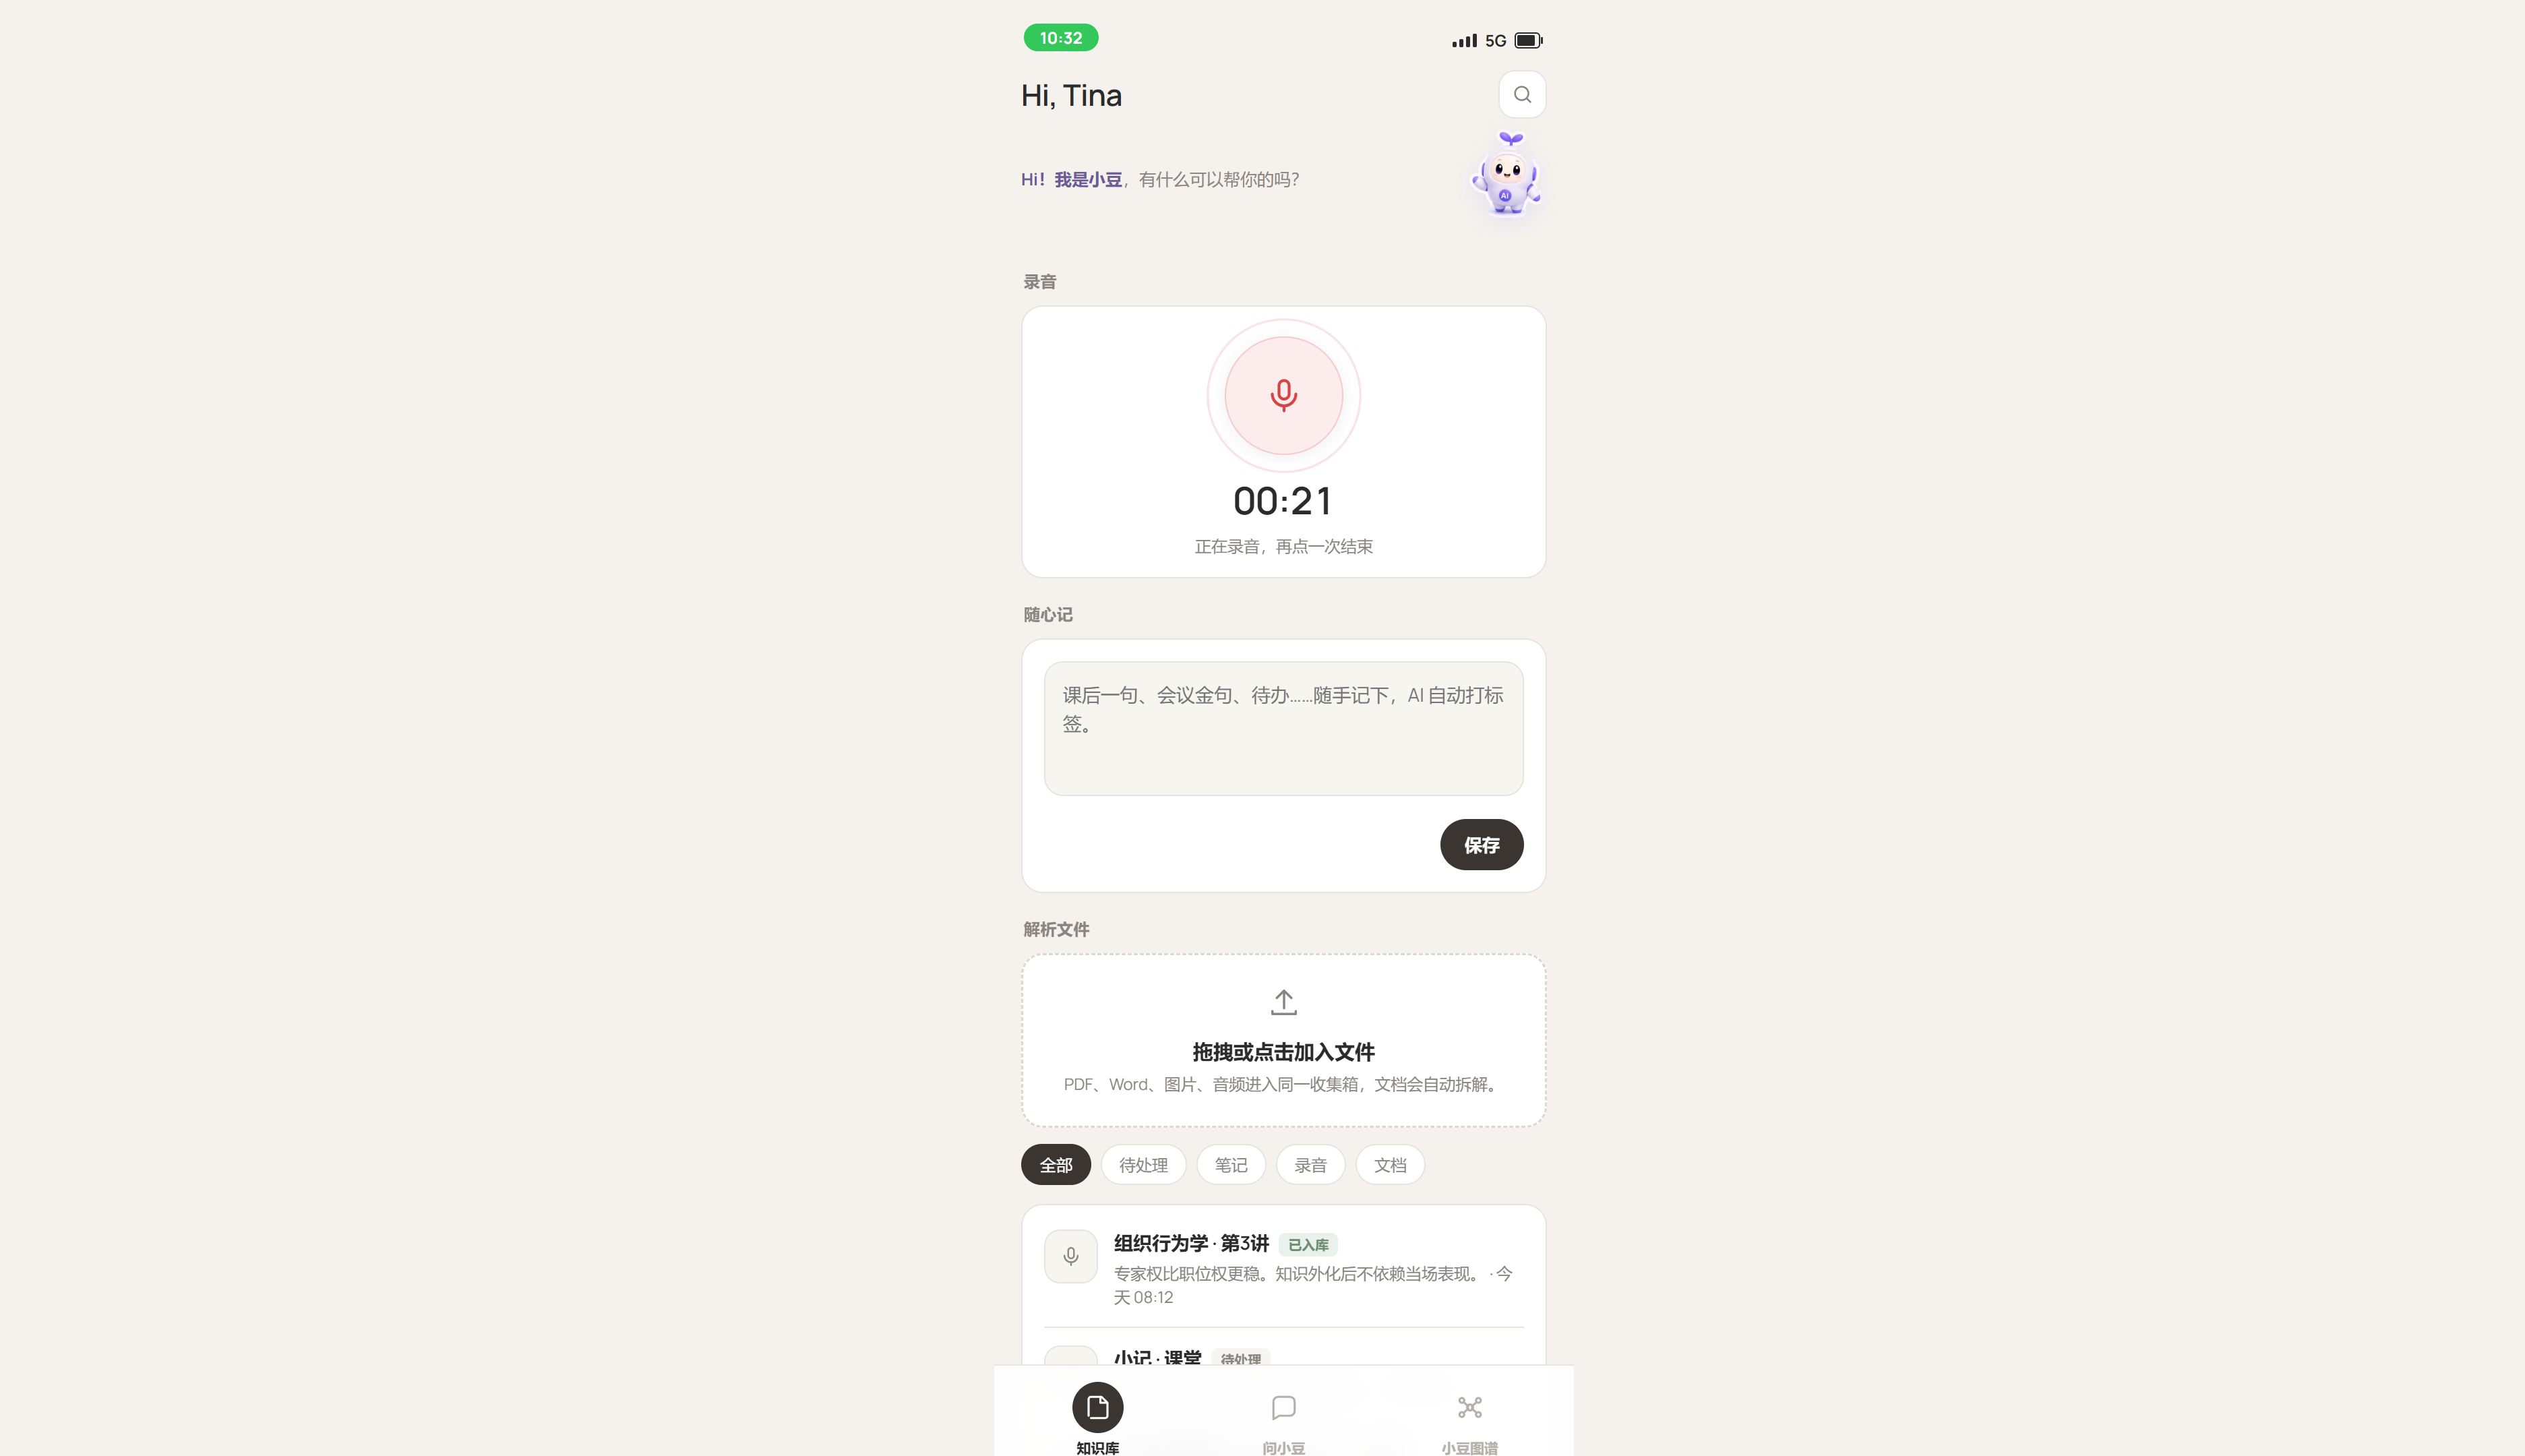 10:32
5G
Hi, Tina
Hi！我是小豆，有什么可以帮你的吗？
AI
录音
00:21
正在录音，再点一次结束
随心记
课后一句、会议金句、待办……随手记下，AI 自动打标
签。
保存
解析文件
拖拽或点击加入文件
PDF、Word、图片、音频进入同一收集箱，文档会自动拆解。
全部
待处理
笔记
录音
文档
组织行为学 · 第3讲
已入库
专家权比职位权更稳。知识外化后不依赖当场表现。 · 今
天 08:12
小记 · 课堂
待处理
知识库
问小豆
小豆图谱